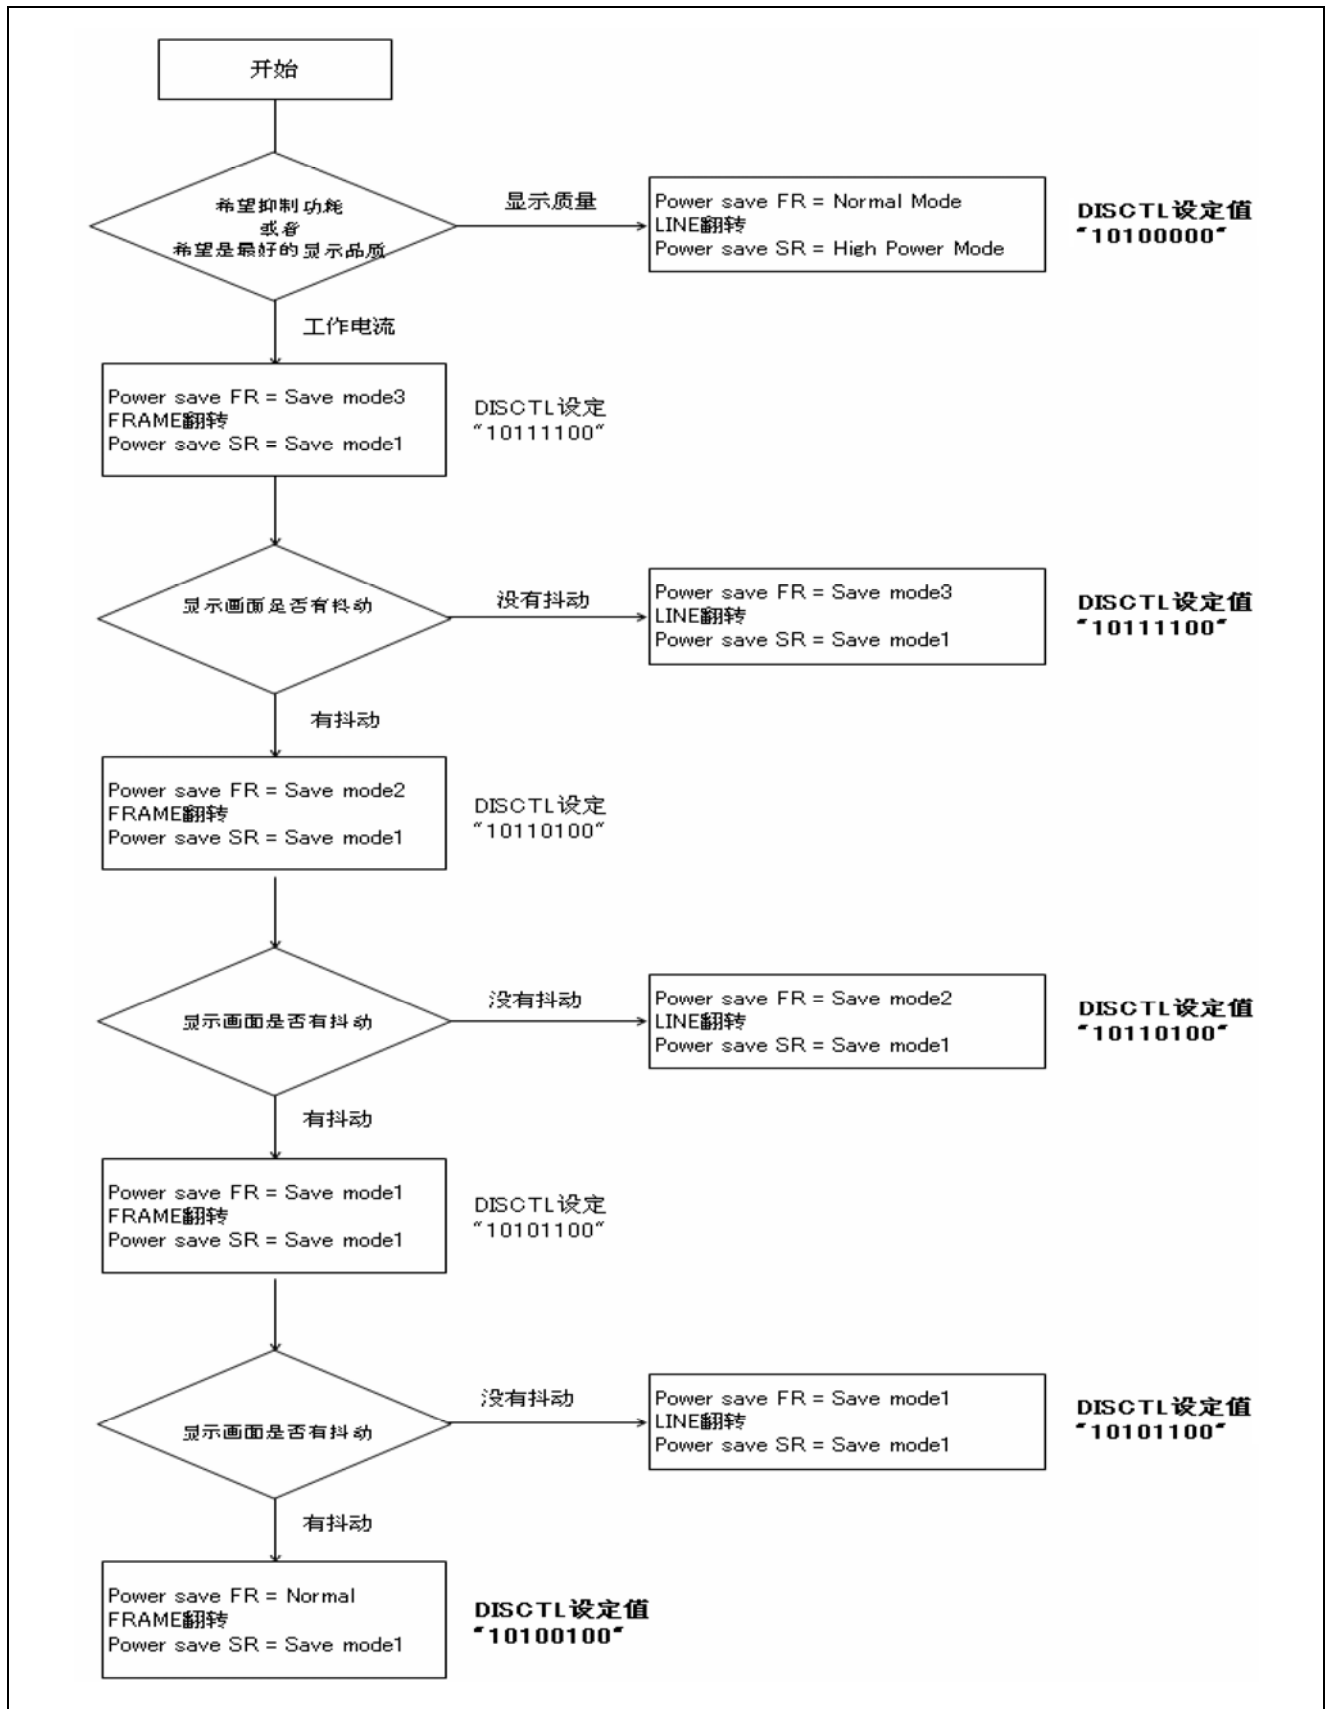 开始
希望抑制功耗
或者
希望是最好的显示品质
显示质量
Power save FR = Normal Mode
LINE翻转
Power save SR = High Power Mode
DISCTL设定值
“10100000“
工作电流
Power save FR = Save mode3
FRAME翻转
Power save SR = Save mode1
DISCTL设定
“10111100“
显示画面是否有抖动
没有抖动
Power save FR = Save mode3
LINE翻转
Power save SR = Save mode1
DISCTL设定值
“10111100“
有抖动
Power save FR = Save mode2
FRAME翻转
Power save SR = Save mode1
DISCTL设定
“10110100“
显示画面是否有抖动
没有抖动
Power save FR = Save mode2
LINE翻转
Power save SR = Save mode1
DISCTL设定值
“10110100“
有抖动
Power save FR = Save mode1
FRAME翻转
Power save SR = Save mode1
DISCTL设定
“10101100“
显示画面是否有抖动
没有抖动
Power save FR = Save mode1
LINE翻转
Power save SR = Save mode1
DISCTL设定值
“10101100“
有抖动
Power save FR = Normal
FRAME翻转
Power save SR = Save mode1
DISCTL设定值
“10100100“